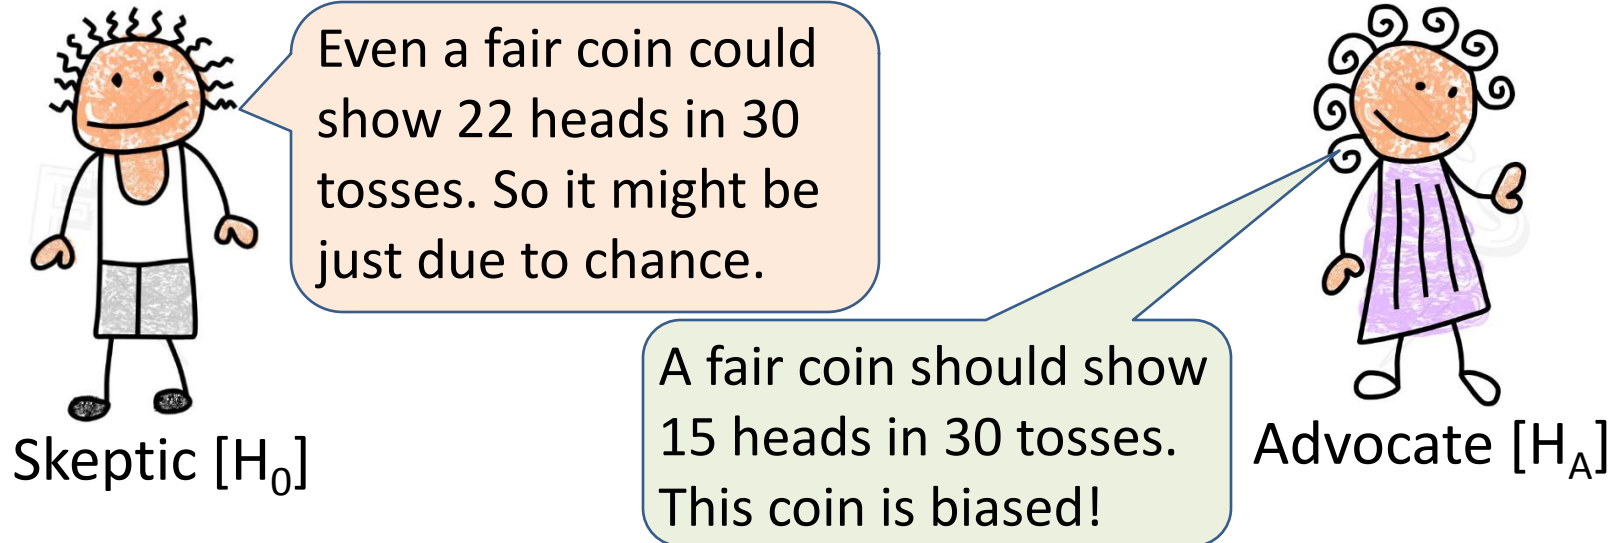 Even a fair coin could
show 22 heads in 30
tosses. So it might be
just due to chance.
A fair coin should show
15 heads in 30 tosses.
This coin is biased!
Skeptic [H₀]
Advocate [Hₐ]